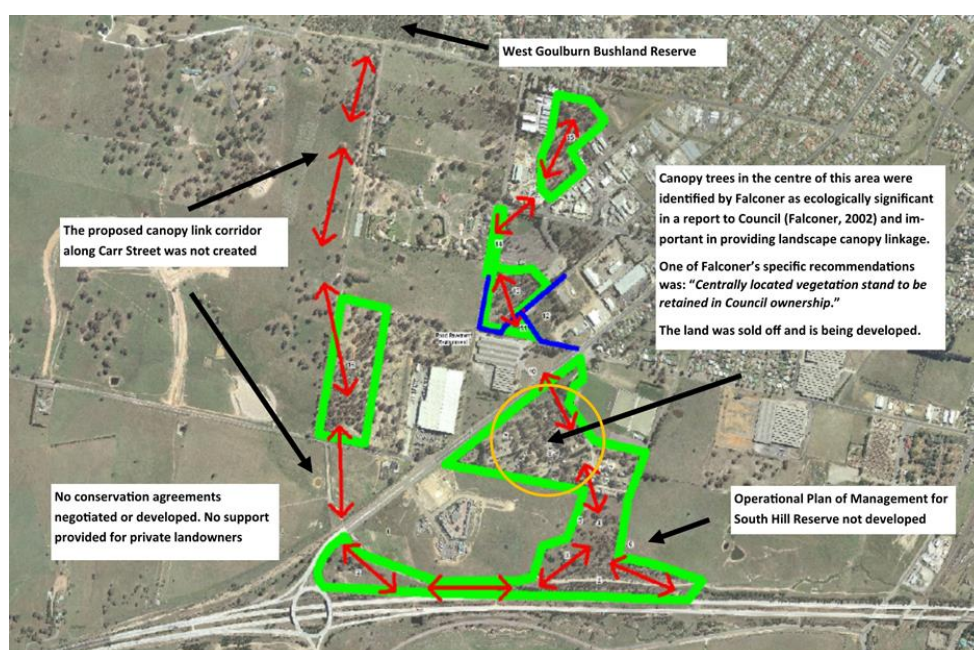 West Goulburn Bushland Reserve
Canopy trees in the centre of this area were
identified by Falconer as ecologically significant
in a report to Council (Falconer, 2002) and im-
portant in providing landscape canopy linkage.
One of Falconer's specific recommendations
was: “Centrally located vegetation stand to be
retained in Council ownership.”
The land was sold off and is being developed.
The proposed canopy link corridor
along Carr Street was not created
No conservation agreements
negotiated or developed. No support
provided for private landowners
Operational Plan of Management for
South Hill Reserve not developed